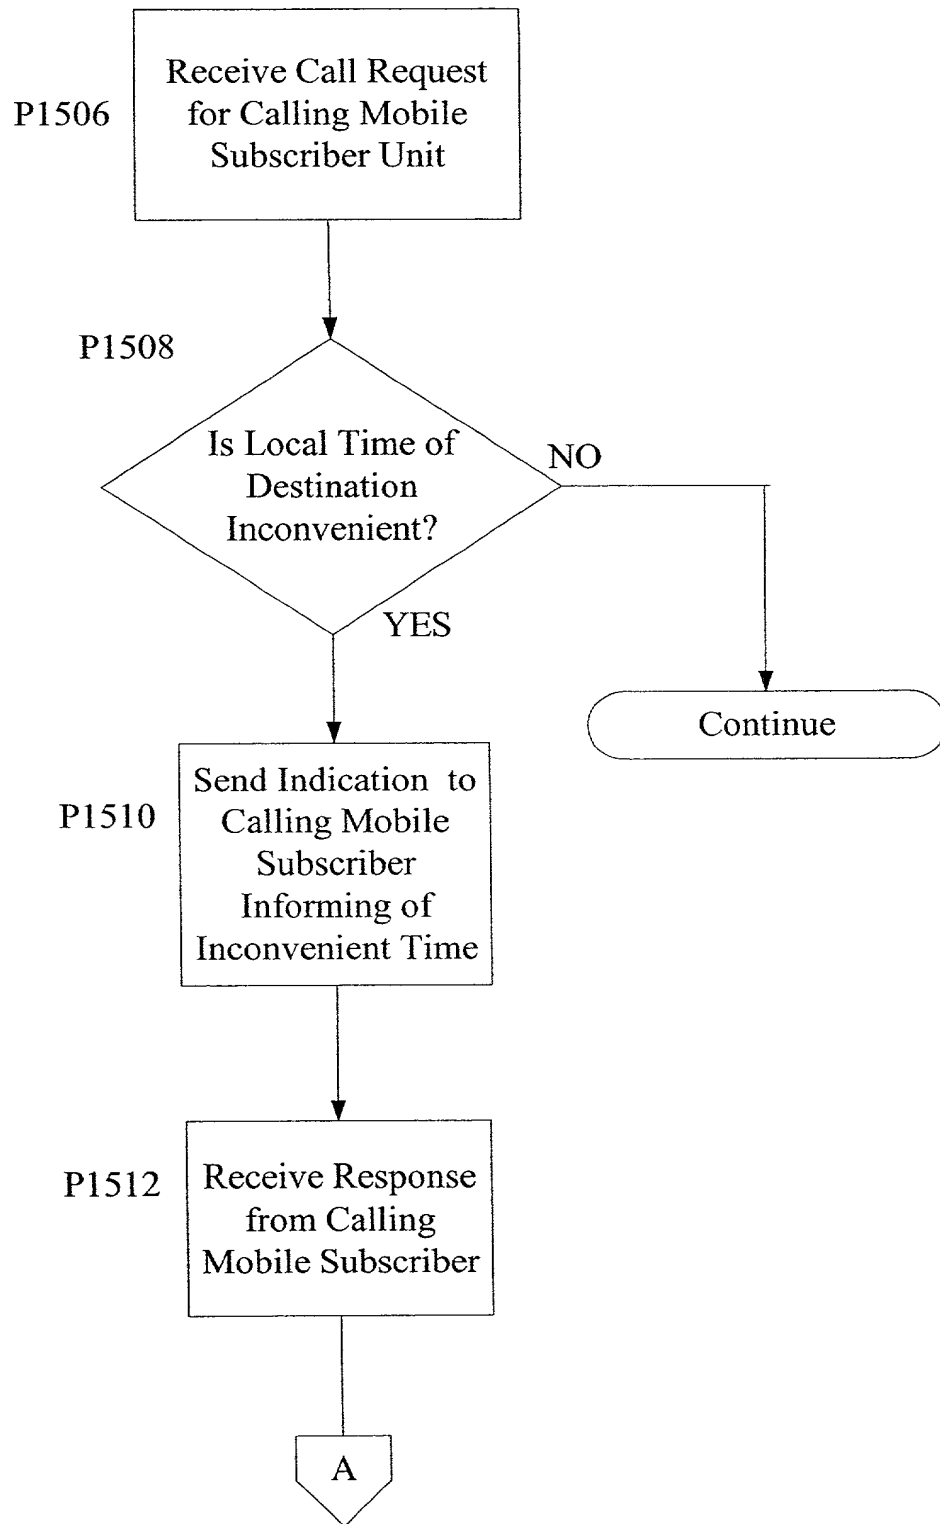 P1506
Receive Call Request
for Calling Mobile
Subscriber Unit
P1508
Is Local Time of
Destination
Inconvenient?
NO
YES
Continue
P1510
Send Indication to
Calling Mobile
Subscriber
Informing of
Inconvenient Time
P1512
Receive Response
from Calling
Mobile Subscriber
A